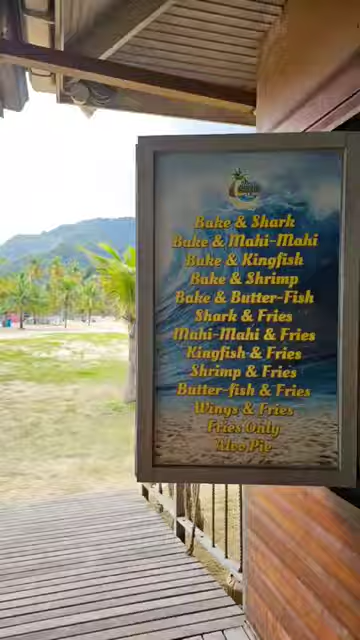 Bake & Shark
Bake & Mahi-Mahi
Bake & Kingfish
Bake & Shrimp
Bake & Butter-Fish
Shark & Fries
Mahi-Mahi & Fries
Kingfish & Fries
Shrimp & Fries
Butter-fish & Fries
Wings & Fries
Fries Only
Aloo Pie